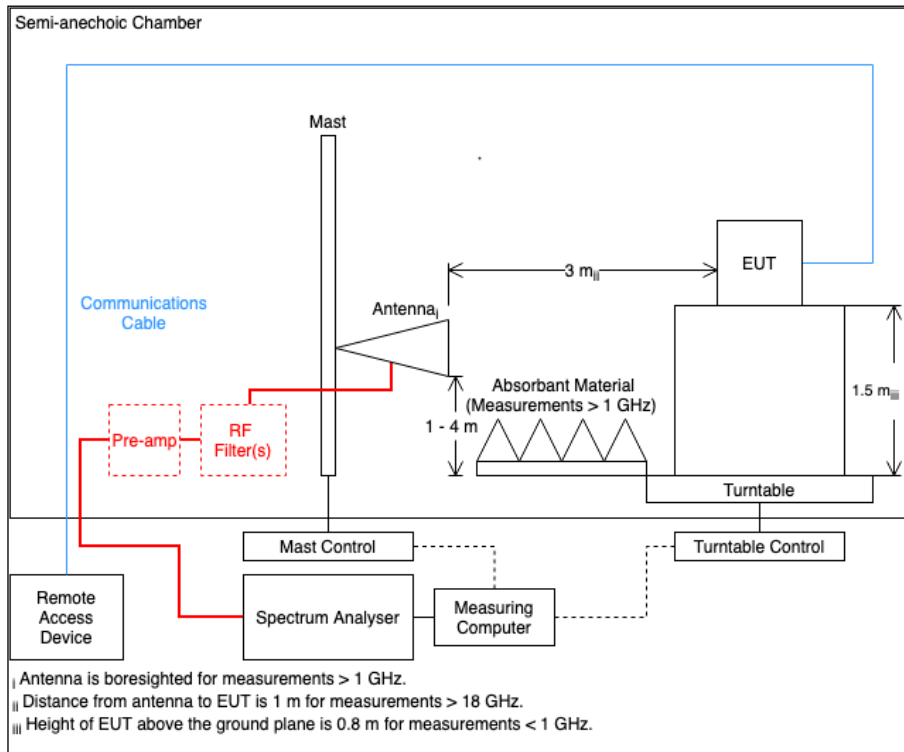 Semi-anechoic Chamber
Mast
EUT
3 m ii
Communications
Cable
Antenna i
Absorbant Material
(Measurements > 1 GHz)
1.5 m iii
1 - 4 m
Pre-amp
RF
Filter(s)
Turntable
Mast Control
Turntable Control
Remote
Access
Device
Spectrum Analyser
Measuring
Computer
i Antenna is boresighted for measurements > 1 GHz.
ii Distance from antenna to EUT is 1 m for measurements > 18 GHz.
iii Height of EUT above the ground plane is 0.8 m for measurements < 1 GHz.